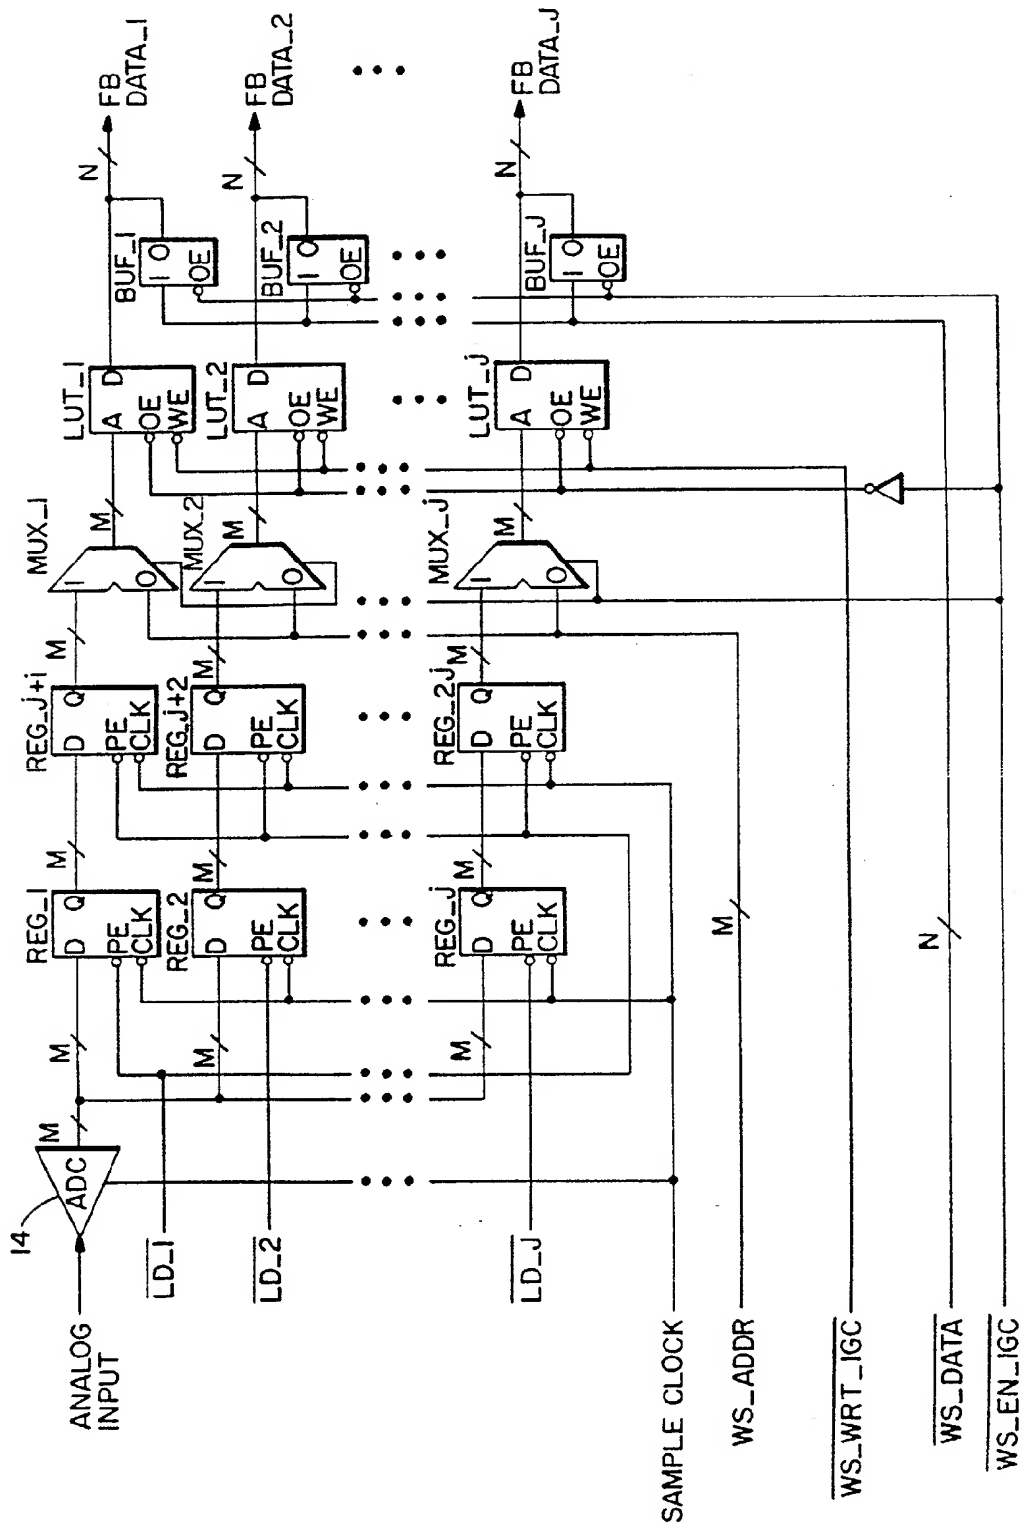 ANALOG
INPUT
14
ADC
M
M
REG_1
D
Q
PE
CLK
M
REG_j+i
D
Q
PE
CLK
M
MUX_1
I
O
M
LUT_1
A
D
OE
WE
BUF_1
I
O
OE
N
FB
DATA_1
LD_1
M
REG_2
D
Q
PE
CLK
M
REG_j+2
D
Q
PE
CLK
M
MUX_2
I
O
M
LUT_2
A
D
OE
WE
BUF_2
I
O
OE
N
FB
DATA_2
LD_2
M
REG_j
D
Q
PE
CLK
M
REG_2j
D
Q
PE
CLK
M
MUX_j
I
O
M
LUT_j
A
D
OE
WE
BUF_J
I
O
OE
N
FB
DATA_J
LD_J
SAMPLE CLOCK
WS_ADDR
M
WS_WRT_IGC
WS_DATA
N
WS_EN_IGC